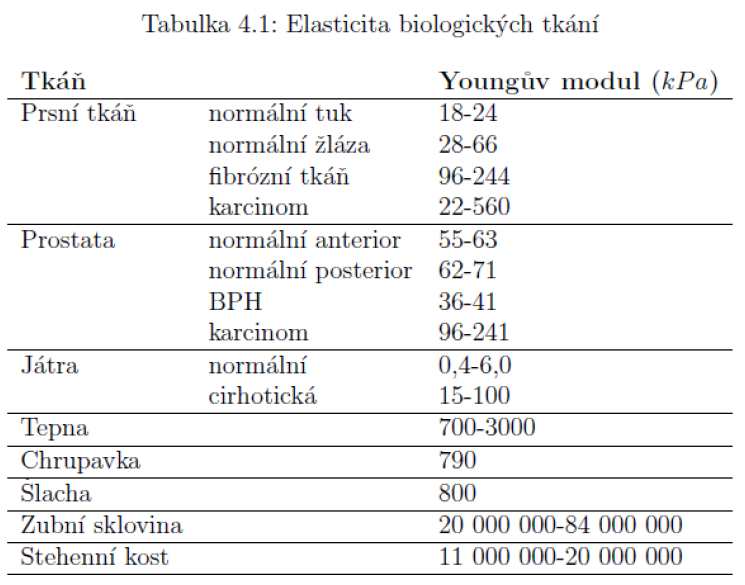 Tabulka 4.1: Elasticita biologických tkání
Tkáň Youngův modul (kPa)
Prsní tkáň normální tuk 18-24
normální žláza 28-66
fibrózní tkáň 96-244
karcinom 22-560
Prostata normální anterior 55-63
normální posterior 62-71
BPH 36-41
karcinom 96-241
Játra normální 0,4-6,0
cirhotická 15-100
Tepna 700-3000
Chrupavka 790
Šlacha 800
Zubní sklovina 20 000 000-84 000 000
Stehenní kost 11 000 000-20 000 000